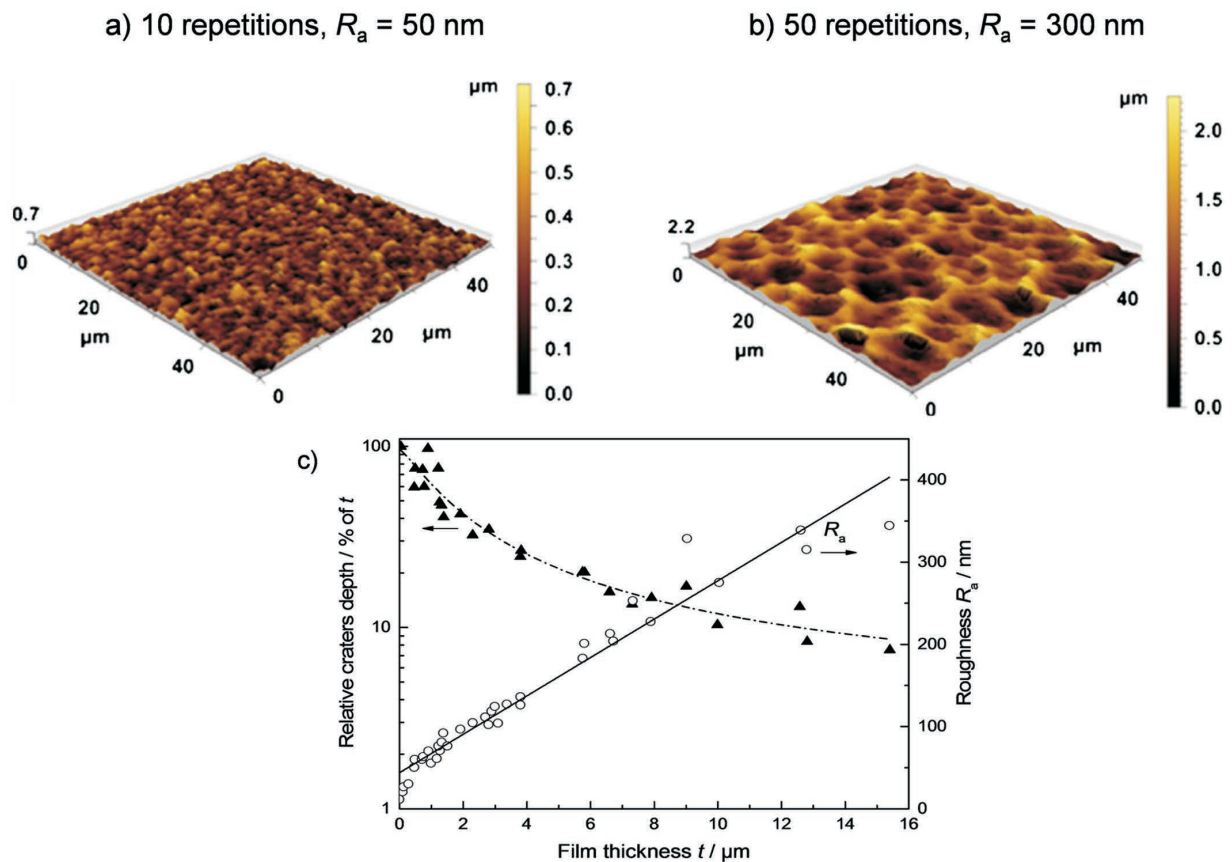 a) 10 repetitions, Ra = 50 nm
b) 50 repetitions, Ra = 300 nm
µm
0.7
0.6
0.5
0.4
0.3
0.2
0.1
0.0
0.7
0
20
µm
40
0
20
µm
40
µm
2.0
1.5
1.0
0.5
0.0
2.2
0
20
µm
40
0
20
µm
40
c)
Relative craters depth / % of t
100
10
1
Ra
400
300
200
100
0
Roughness Ra / nm
0 2 4 6 8 10 12 14 16
Film thickness t / µm